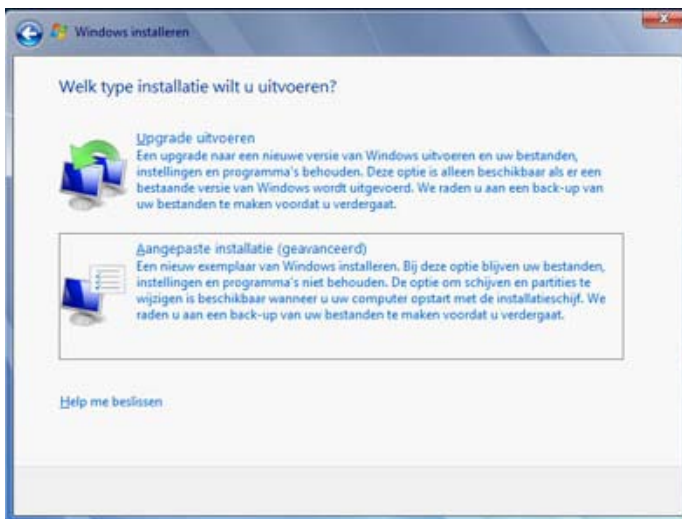 Windows installeren
Welk type installatie wilt u uitvoeren?
Upgrade uitvoeren
Een upgrade naar een nieuwe versie van Windows uitvoeren en uw bestanden,
instellingen en programma's behouden. Deze optie is alleen beschikbaar als er een
bestaande versie van Windows wordt uitgevoerd. We raden u aan een back-up van
uw bestanden te maken voordat u verdergaat.
Aangepaste installatie (geavanceerd)
Een nieuw exemplaar van Windows installeren. Bij deze optie blijven uw bestanden,
instellingen en programma's niet behouden. De optie om schijven en partities te
wijzigen is beschikbaar wanneer u uw computer opstart met de installatieschijf. We
raden u aan een back-up van uw bestanden te maken voordat u verdergaat.
Help me beslissen